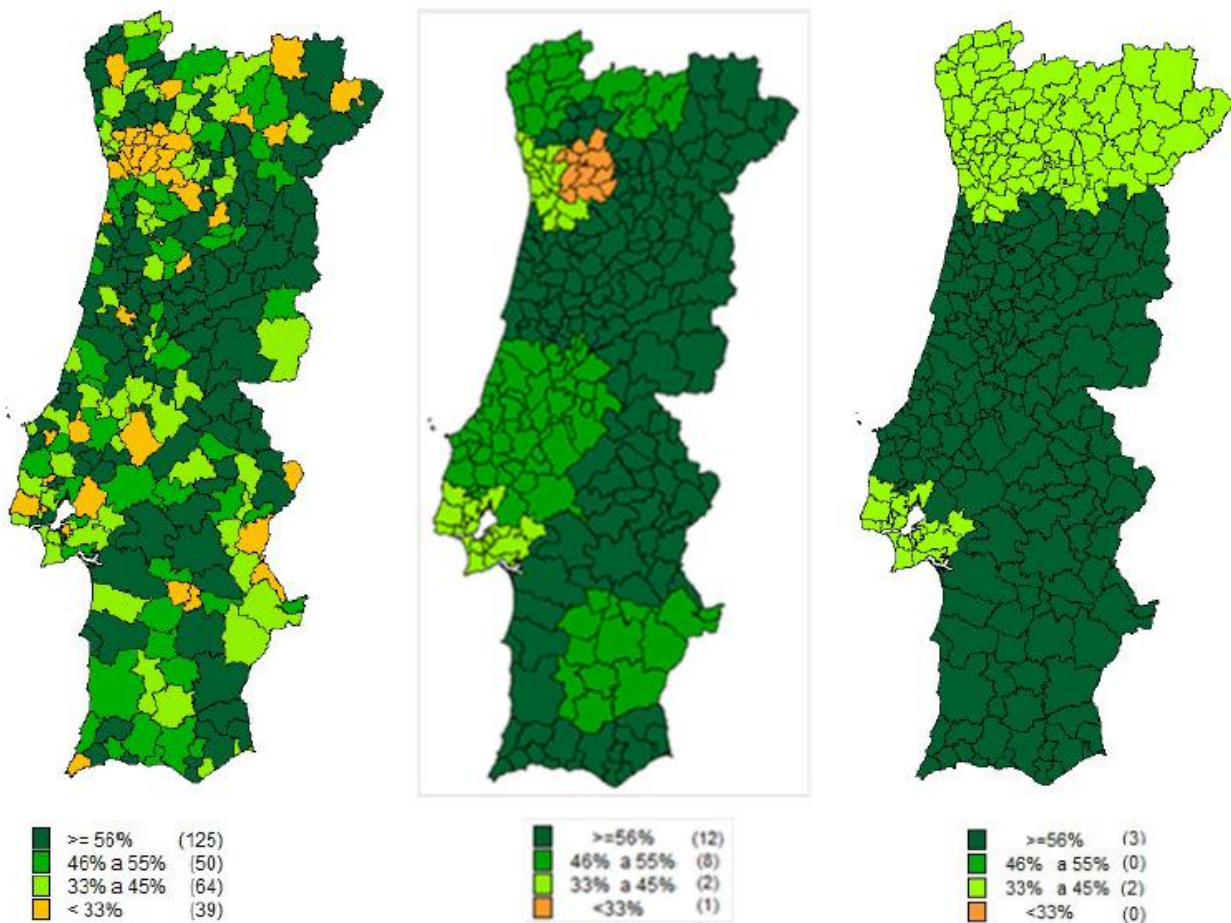 >= 56% (125)
46% a 55% (50)
33% a 45% (64)
< 33% (39)
>=56% (12)
46% a 55% (8)
33% a 45% (2)
<33% (1)
>=56% (3)
46% a 55% (0)
33% a 45% (2)
<33% (0)